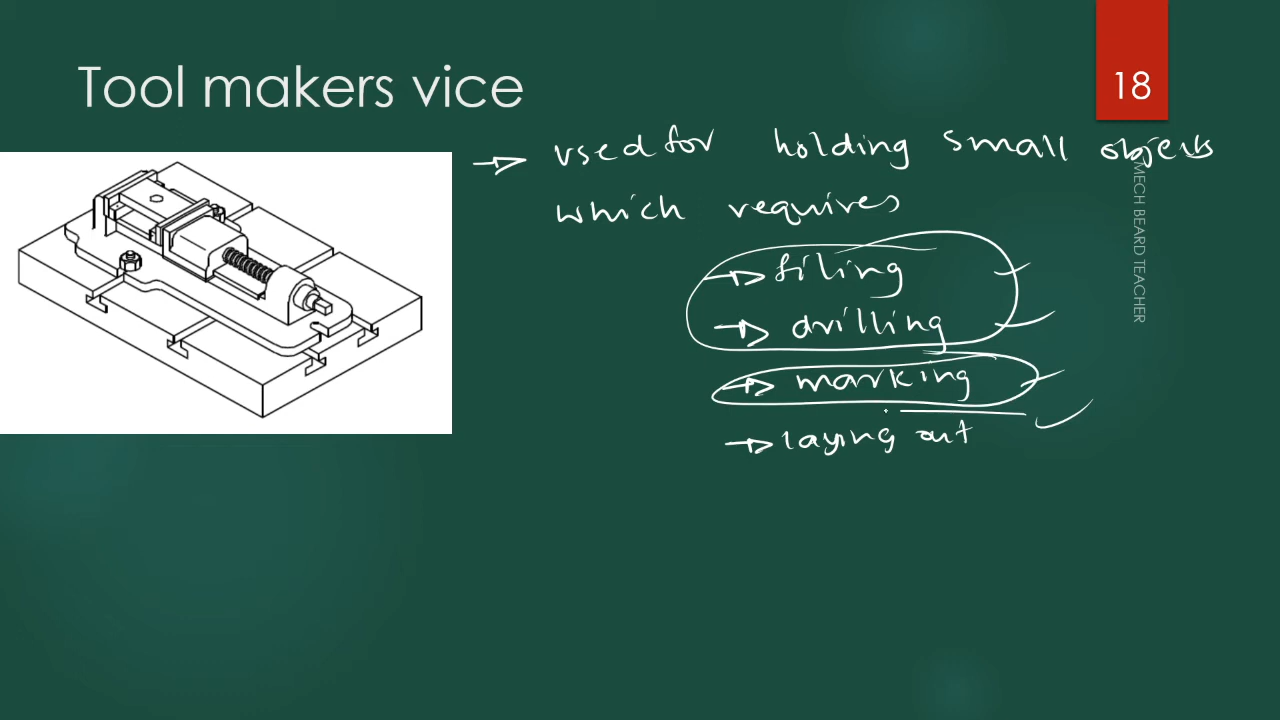 Tool makers vice
18
→ used for holding small objects
which requires
→ filing
→ drilling
→ marking
→ laying out
MECH BEARD TEACHER